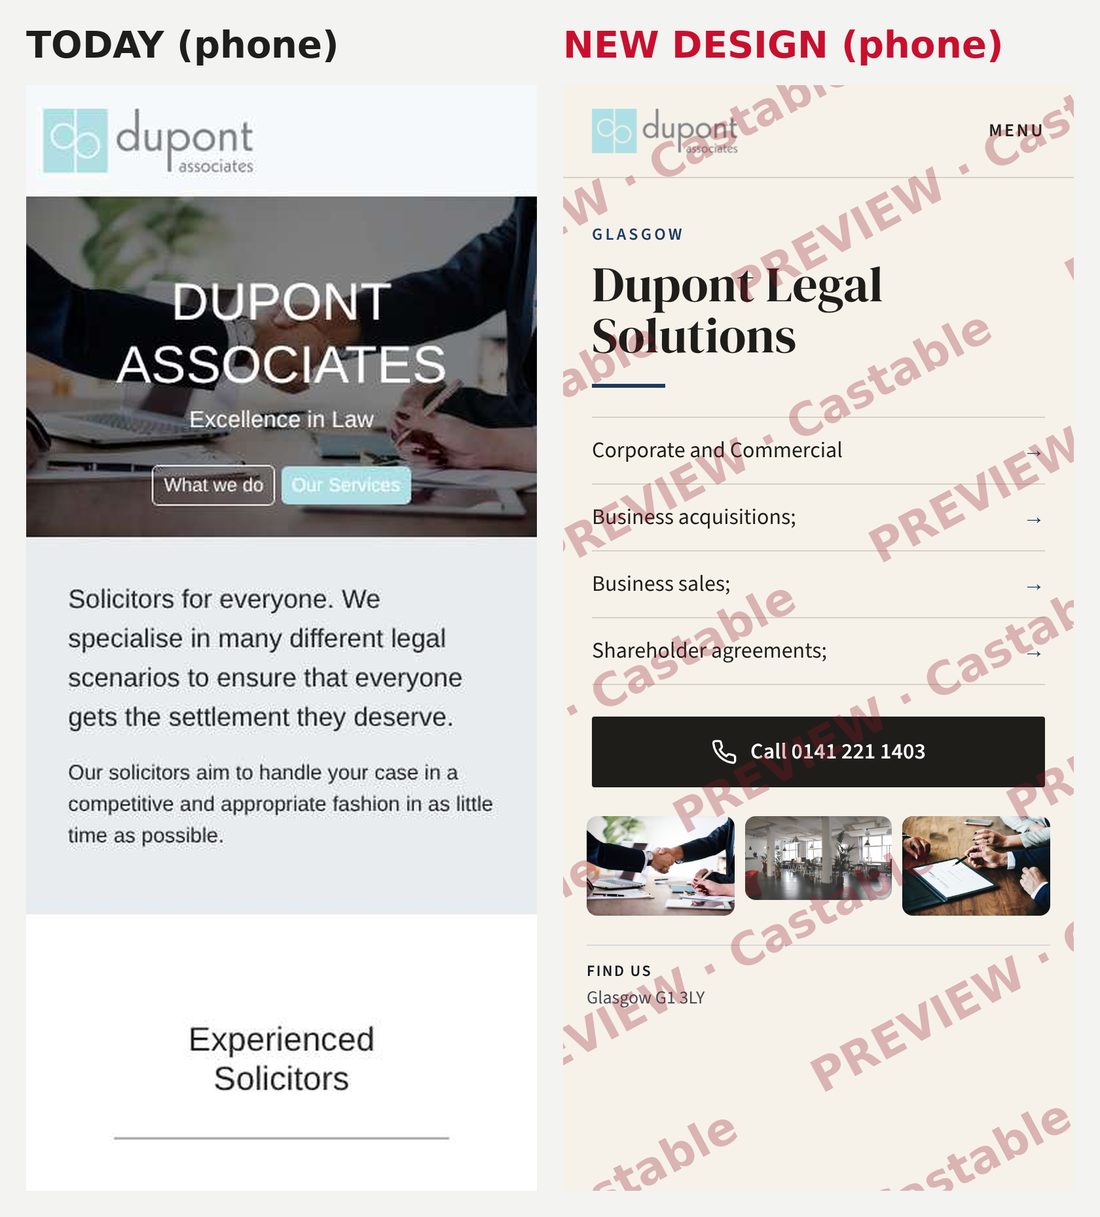 TODAY (phone)
dupont
associates
DUPONT
ASSOCIATES
Excellence in Law
What we do
Our Services
Solicitors for everyone. We
specialise in many different legal
scenarios to ensure that everyone
gets the settlement they deserve.
Our solicitors aim to handle your case in a
competitive and appropriate fashion in as little
time as possible.
Experienced
Solicitors
NEW DESIGN (phone)
dupont
associates
MENU
GLASGOW
Dupont Legal
Solutions
Corporate and Commercial →
Business acquisitions; →
Business sales; →
Shareholder agreements; →
Call 0141 221 1403
FIND US
Glasgow G1 3LY
PREVIEW · Castable